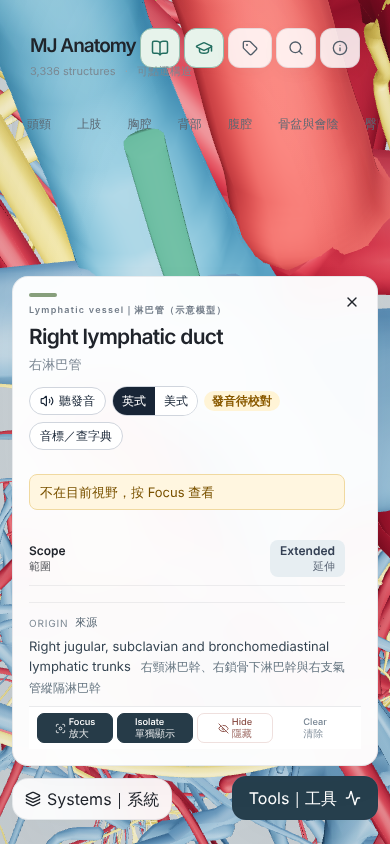 MJ Anatomy
3,336 structures
頭頸 上肢 胸腔 背部 腹腔 骨盆與會陰 臀
Lymphatic vessel｜淋巴管（示意模型）
Right lymphatic duct
右淋巴管
聽發音 英式 美式 發音待校對
音標／查字典
不在目前視野，按 Focus 查看
Scope
範圍
Extended
延伸
ORIGIN 來源
Right jugular, subclavian and bronchomediastinal
lymphatic trunks 右頸淋巴幹、右鎖骨下淋巴幹與右支氣
管縱隔淋巴幹
Focus
放大
Isolate
單獨顯示
Hide
隱藏
Clear
清除
Systems｜系統
Tools｜工具